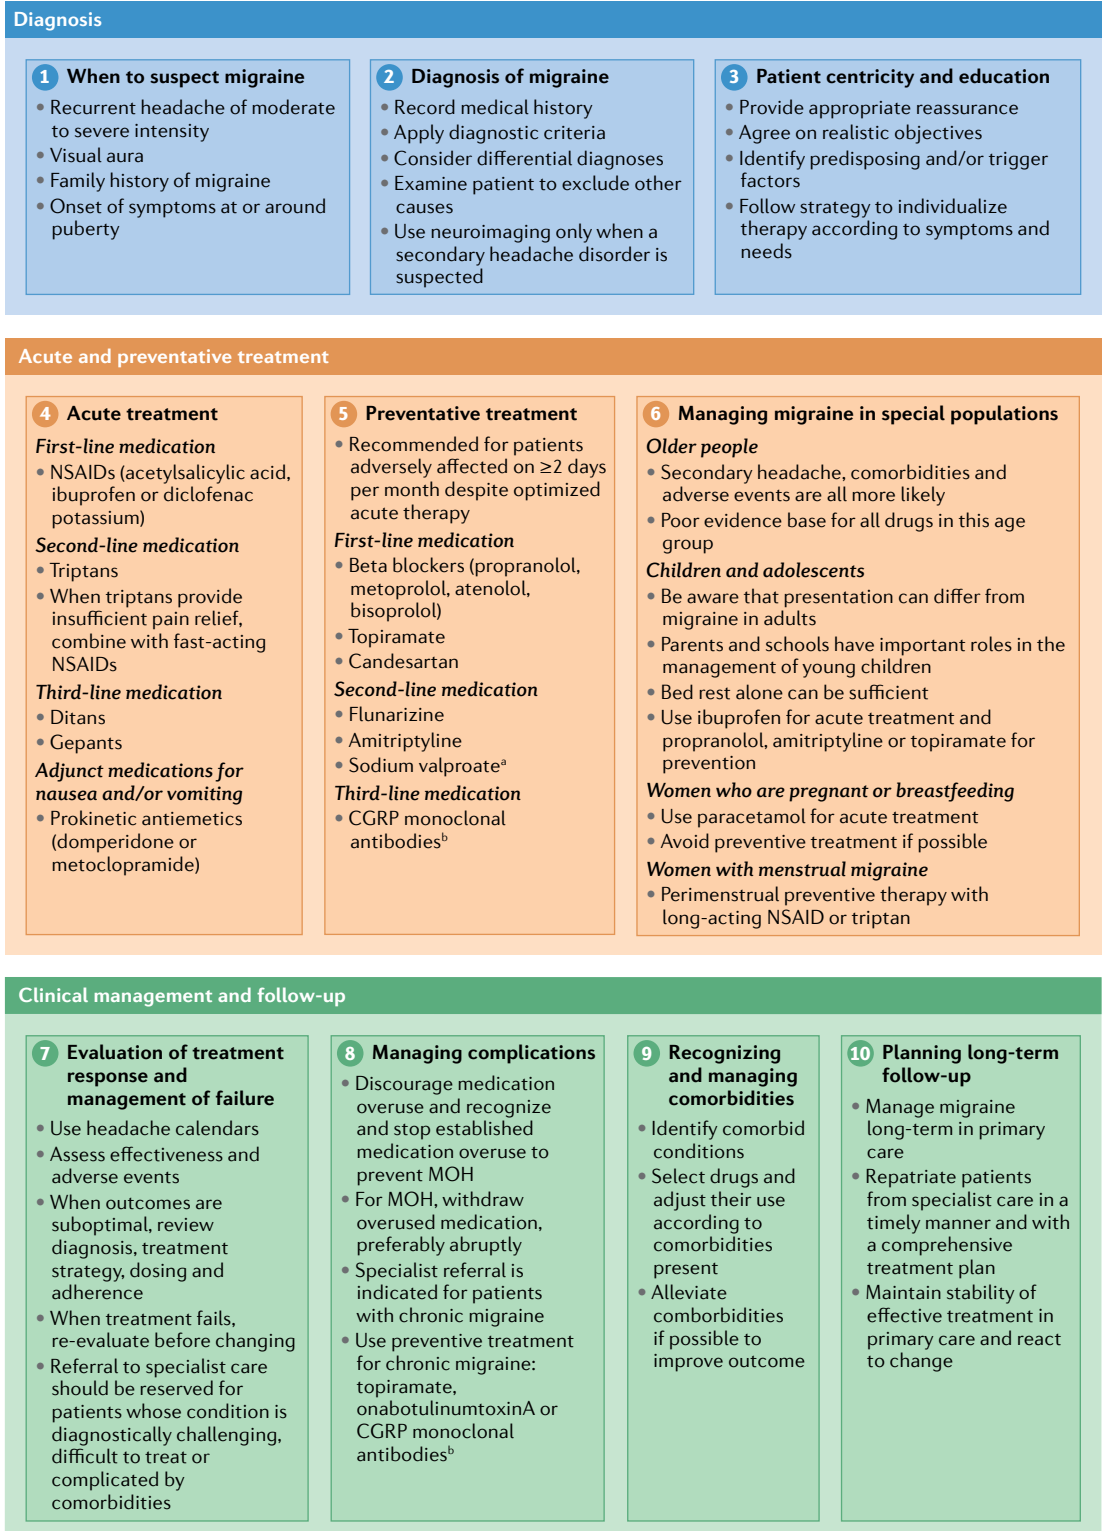 Diagnosis
1 When to suspect migraine
• Recurrent headache of moderate
to severe intensity
• Visual aura
• Family history of migraine
• Onset of symptoms at or around
puberty
2 Diagnosis of migraine
• Record medical history
• Apply diagnostic criteria
• Consider differential diagnoses
• Examine patient to exclude other
causes
• Use neuroimaging only when a
secondary headache disorder is
suspected
3 Patient centricity and education
• Provide appropriate reassurance
• Agree on realistic objectives
• Identify predisposing and/or trigger
factors
• Follow strategy to individualize
therapy according to symptoms and
needs
Acute and preventative treatment
4 Acute treatment
First-line medication
• NSAIDs (acetylsalicylic acid,
ibuprofen or diclofenac
potassium)
Second-line medication
• Triptans
• When triptans provide
insufficient pain relief,
combine with fast-acting
NSAIDs
Third-line medication
• Ditans
• Gepants
Adjunct medications for
nausea and/or vomiting
• Prokinetic antiemetics
(domperidone or
metoclopramide)
5 Preventative treatment
• Recommended for patients
adversely affected on ≥2 days
per month despite optimized
acute therapy
First-line medication
• Beta blockers (propranolol,
metoprolol, atenolol,
bisoprolol)
• Topiramate
• Candesartan
Second-line medication
• Flunarizine
• Amitriptyline
• Sodium valproateᵃ
Third-line medication
• CGRP monoclonal
antibodiesᵇ
6 Managing migraine in special populations
Older people
• Secondary headache, comorbidities and
adverse events are all more likely
• Poor evidence base for all drugs in this age
group
Children and adolescents
• Be aware that presentation can differ from
migraine in adults
• Parents and schools have important roles in the
management of young children
• Bed rest alone can be sufficient
• Use ibuprofen for acute treatment and
propranolol, amitriptyline or topiramate for
prevention
Women who are pregnant or breastfeeding
• Use paracetamol for acute treatment
• Avoid preventive treatment if possible
Women with menstrual migraine
• Perimenstrual preventive therapy with
long-acting NSAID or triptan
Clinical management and follow-up
7 Evaluation of treatment
response and
management of failure
• Use headache calendars
• Assess effectiveness and
adverse events
• When outcomes are
suboptimal, review
diagnosis, treatment
strategy, dosing and
adherence
• When treatment fails,
re-evaluate before changing
• Referral to specialist care
should be reserved for
patients whose condition is
diagnostically challenging,
difficult to treat or
complicated by
comorbidities
8 Managing complications
• Discourage medication
overuse and recognize
and stop established
medication overuse to
prevent MOH
• For MOH, withdraw
overused medication,
preferably abruptly
• Specialist referral is
indicated for patients
with chronic migraine
• Use preventive treatment
for chronic migraine:
topiramate,
onabotulinumtoxinA or
CGRP monoclonal
antibodiesᵇ
9 Recognizing
and managing
comorbidities
• Identify comorbid
conditions
• Select drugs and
adjust their use
according to
comorbidities
present
• Alleviate
comborbidities
if possible to
improve outcome
10 Planning long-term
follow-up
• Manage migraine
long-term in primary
care
• Repatriate patients
from specialist care in a
timely manner and with
a comprehensive
treatment plan
• Maintain stability of
effective treatment in
primary care and react
to change